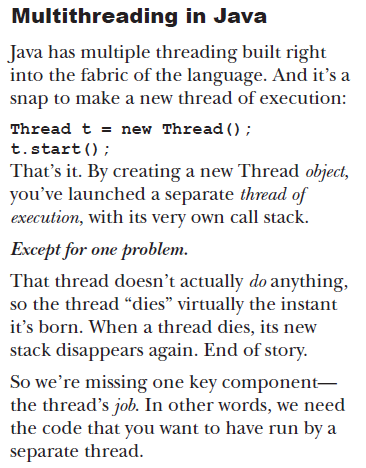 Multithreading in Java
Java has multiple threading built right
into the fabric of the language. And it's a
snap to make a new thread of execution:
Thread t = new Thread();
t.start();
That's it. By creating a new Thread object,
you've launched a separate thread of
execution, with its very own call stack.
Except for one problem.
That thread doesn't actually do anything,
so the thread “dies” virtually the instant
it's born. When a thread dies, its new
stack disappears again. End of story.
So we're missing one key component—
the thread's job. In other words, we need
the code that you want to have run by a
separate thread.